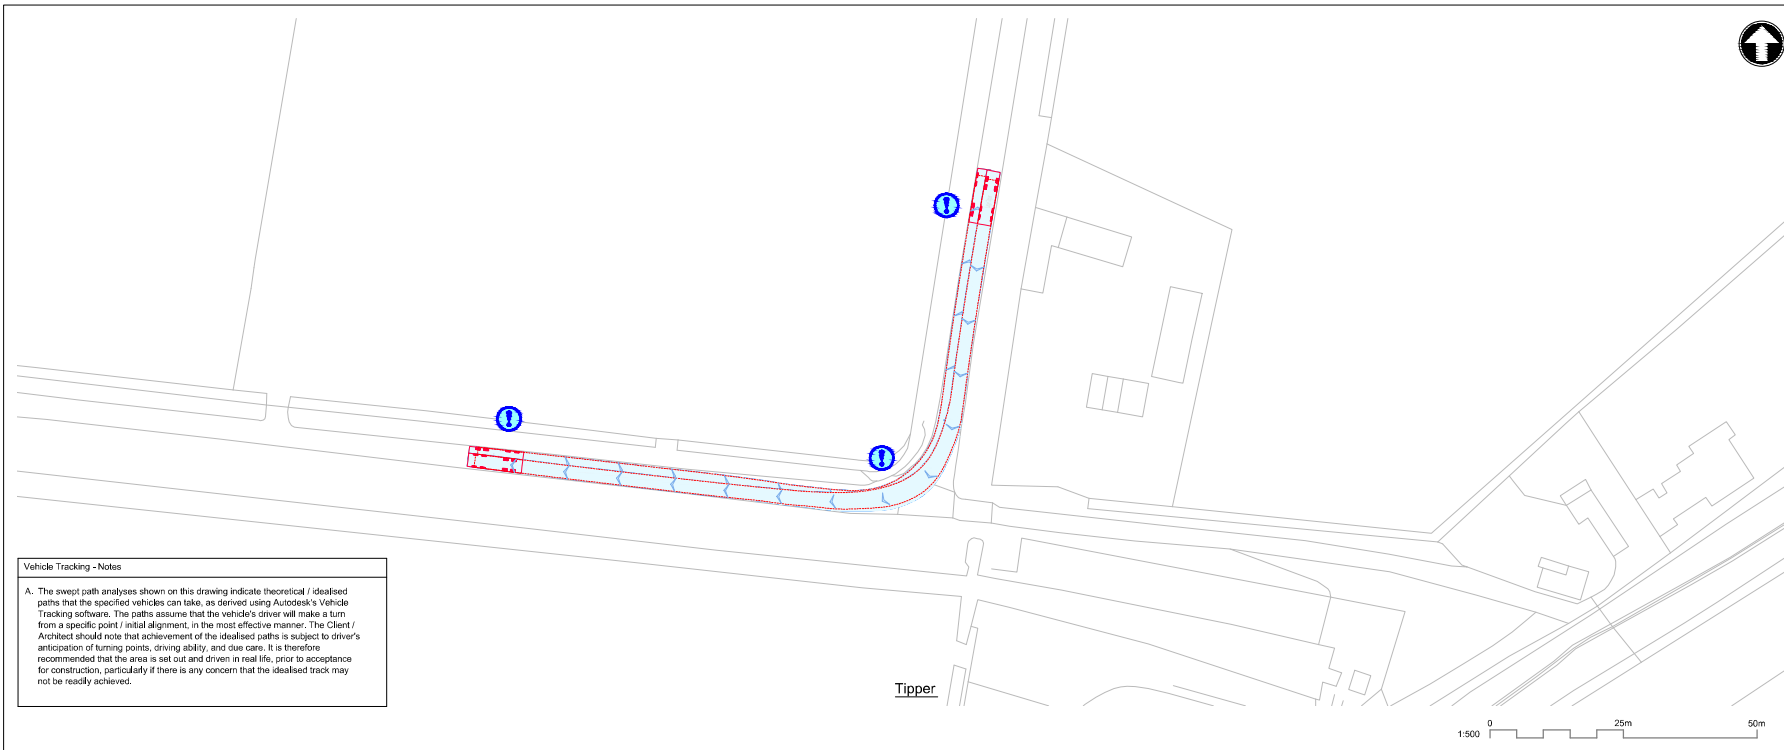 Vehicle Tracking - Notes
A. The swept path analyses shown on this drawing indicate theoretical / idealised
paths that the specified vehicles can take, as derived using Autodesk's Vehicle
Tracking software. The paths assume that the vehicle's driver will make a turn
from a specific point / initial alignment, in the most effective manner. The Client /
Architect should note that achievement of the idealised paths is subject to driver's
anticipation of turning points, driving ability, and due care. It is therefore
recommended that the area is set out and driven in real life, prior to acceptance
for construction, particularly if there is any concern that the idealised track may
not be readily achieved.
Tipper
1:500
0 25m 50m